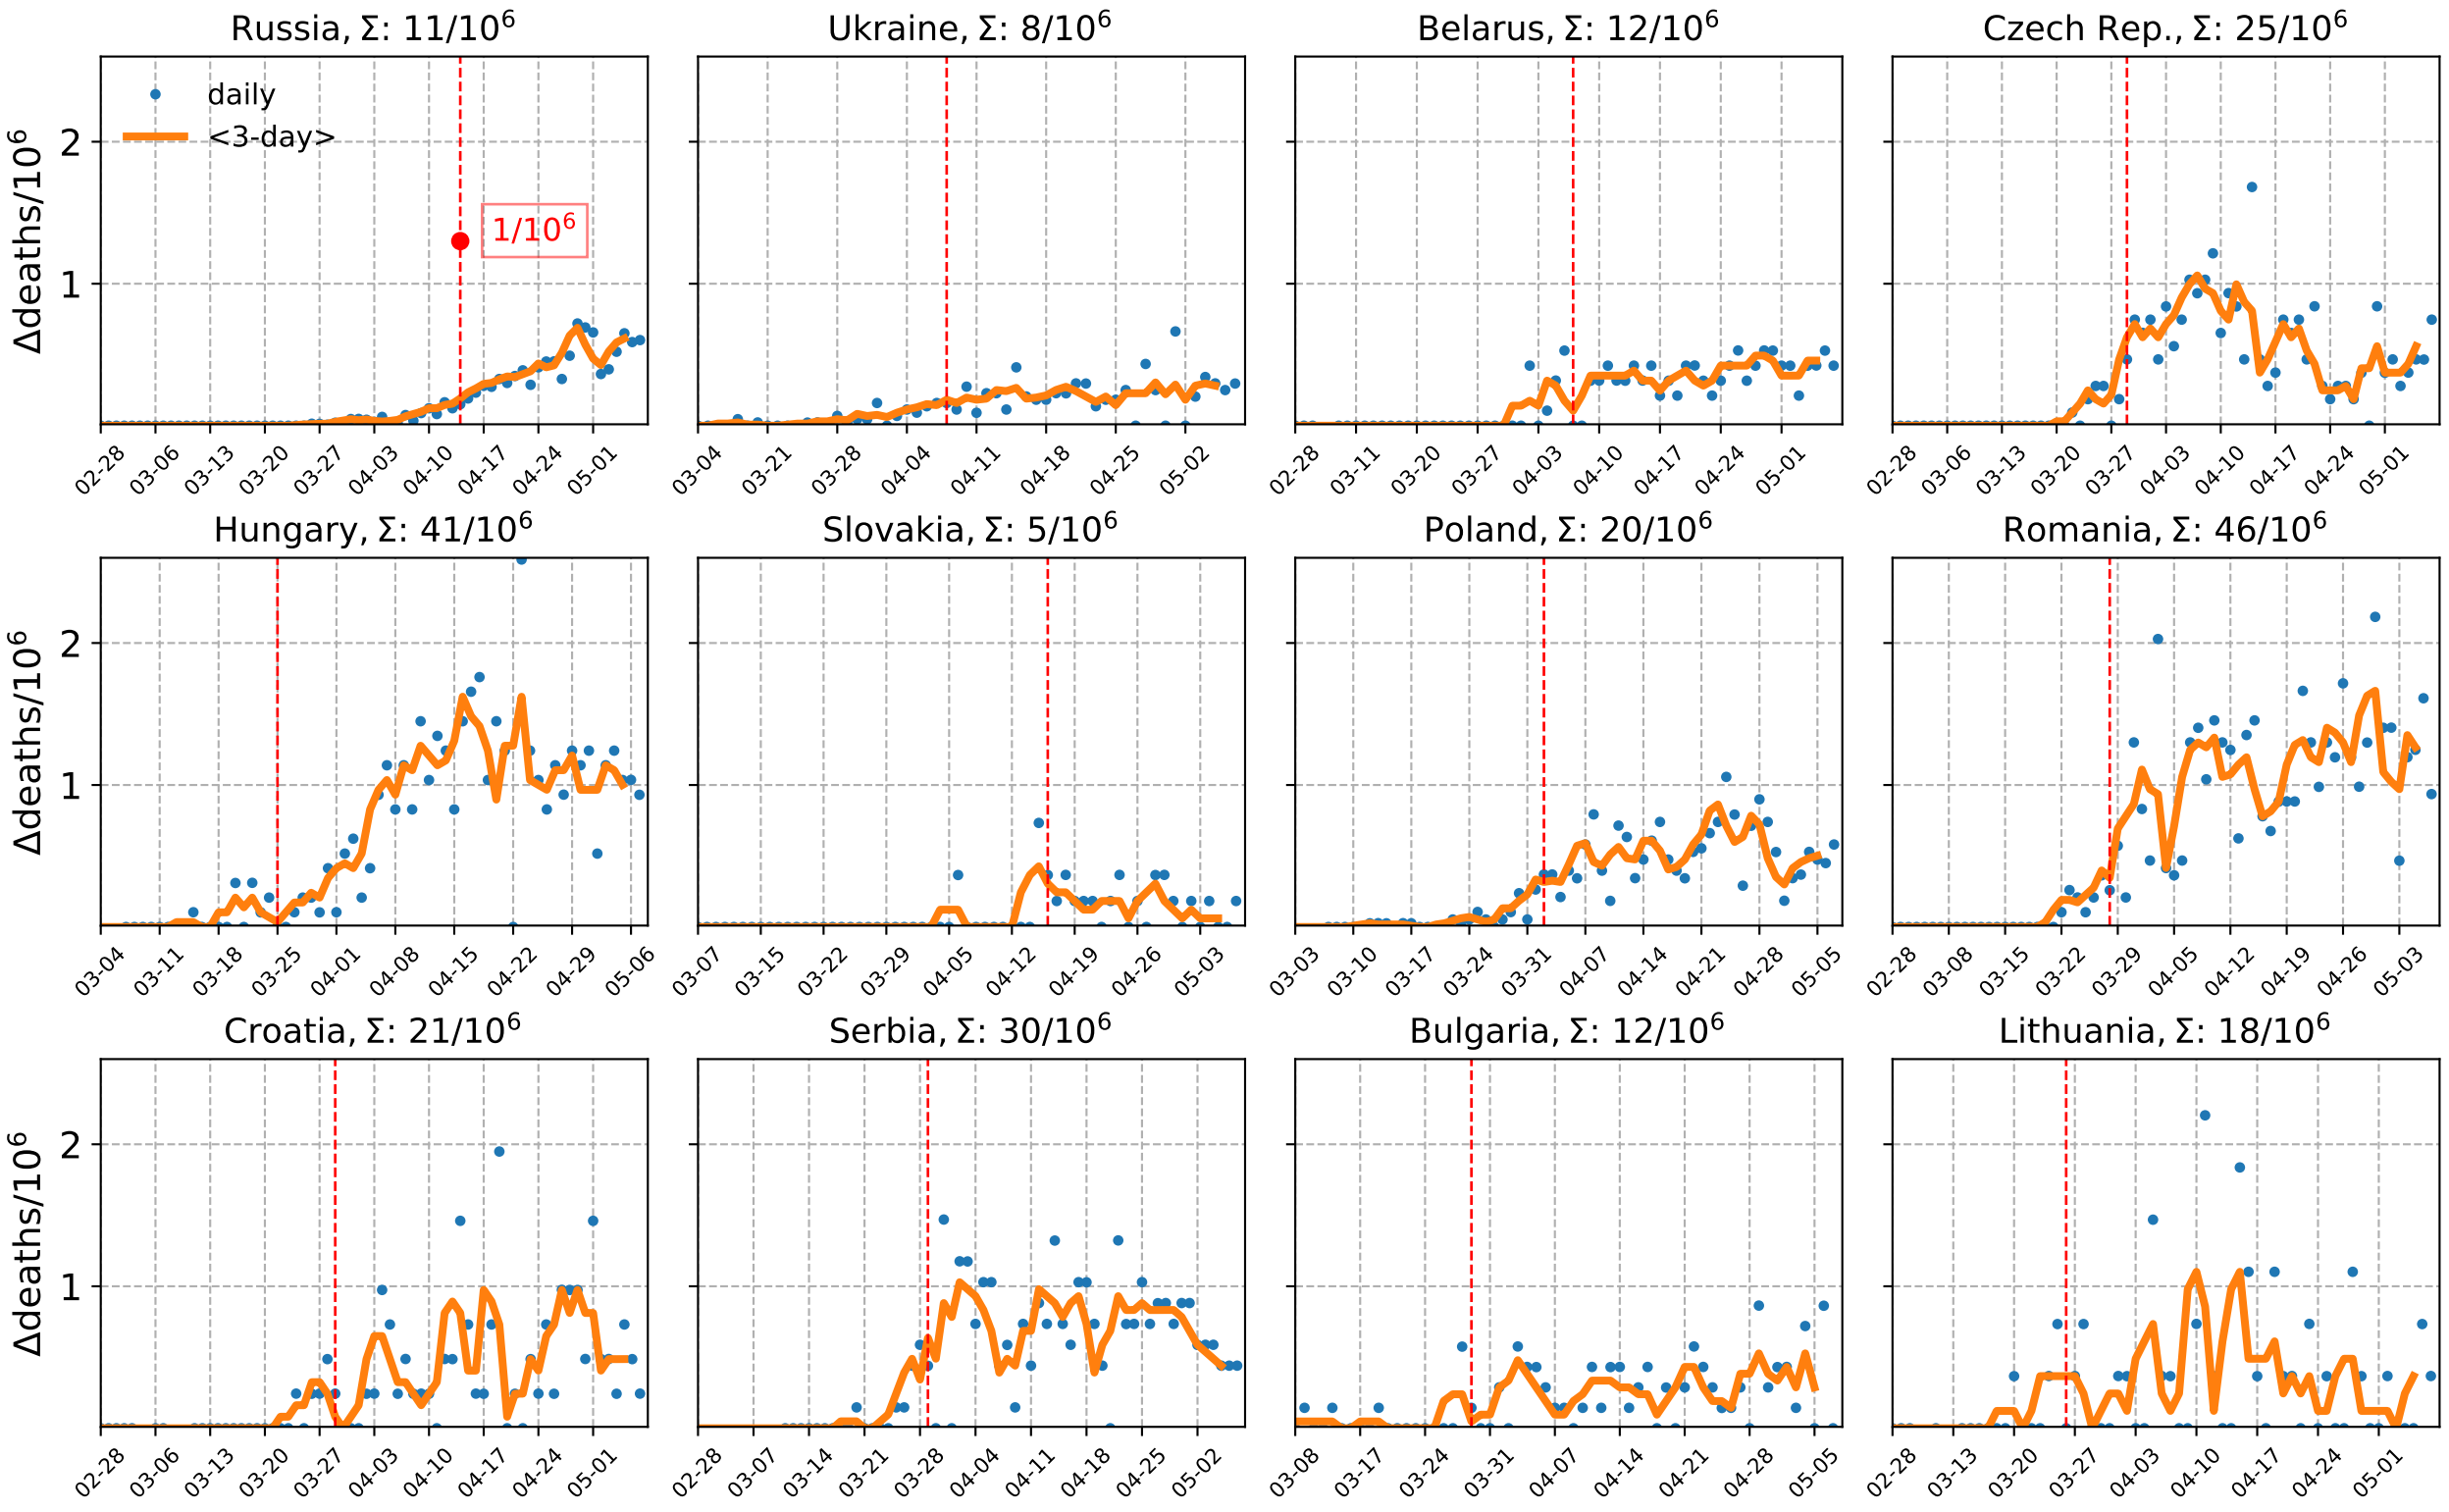 Russia, Σ: 11/10⁶
Ukraine, Σ: 8/10⁶
Belarus, Σ: 12/10⁶
Czech Rep., Σ: 25/10⁶
Δdeaths/10⁶
2
1
daily
<3-day>
1/10⁶
02-28 03-06 03-13 03-20 03-27 04-03 04-10 04-17 04-24 05-01
03-04 03-21 03-28 04-04 04-11 04-18 04-25 05-02
02-28 03-11 03-20 03-27 04-03 04-10 04-17 04-24 05-01
02-28 03-06 03-13 03-20 03-27 04-03 04-10 04-17 04-24 05-01
Hungary, Σ: 41/10⁶
Slovakia, Σ: 5/10⁶
Poland, Σ: 20/10⁶
Romania, Σ: 46/10⁶
Δdeaths/10⁶
2
1
03-04 03-11 03-18 03-25 04-01 04-08 04-15 04-22 04-29 05-06
03-07 03-15 03-22 03-29 04-05 04-12 04-19 04-26 05-03
03-03 03-10 03-17 03-24 03-31 04-07 04-14 04-21 04-28 05-05
02-28 03-08 03-15 03-22 03-29 04-05 04-12 04-19 04-26 05-03
Croatia, Σ: 21/10⁶
Serbia, Σ: 30/10⁶
Bulgaria, Σ: 12/10⁶
Lithuania, Σ: 18/10⁶
Δdeaths/10⁶
2
1
02-28 03-06 03-13 03-20 03-27 04-03 04-10 04-17 04-24 05-01
02-28 03-07 03-14 03-21 03-28 04-04 04-11 04-18 04-25 05-02
03-08 03-17 03-24 03-31 04-07 04-14 04-21 04-28 05-05
02-28 03-13 03-20 03-27 04-03 04-10 04-17 04-24 05-01